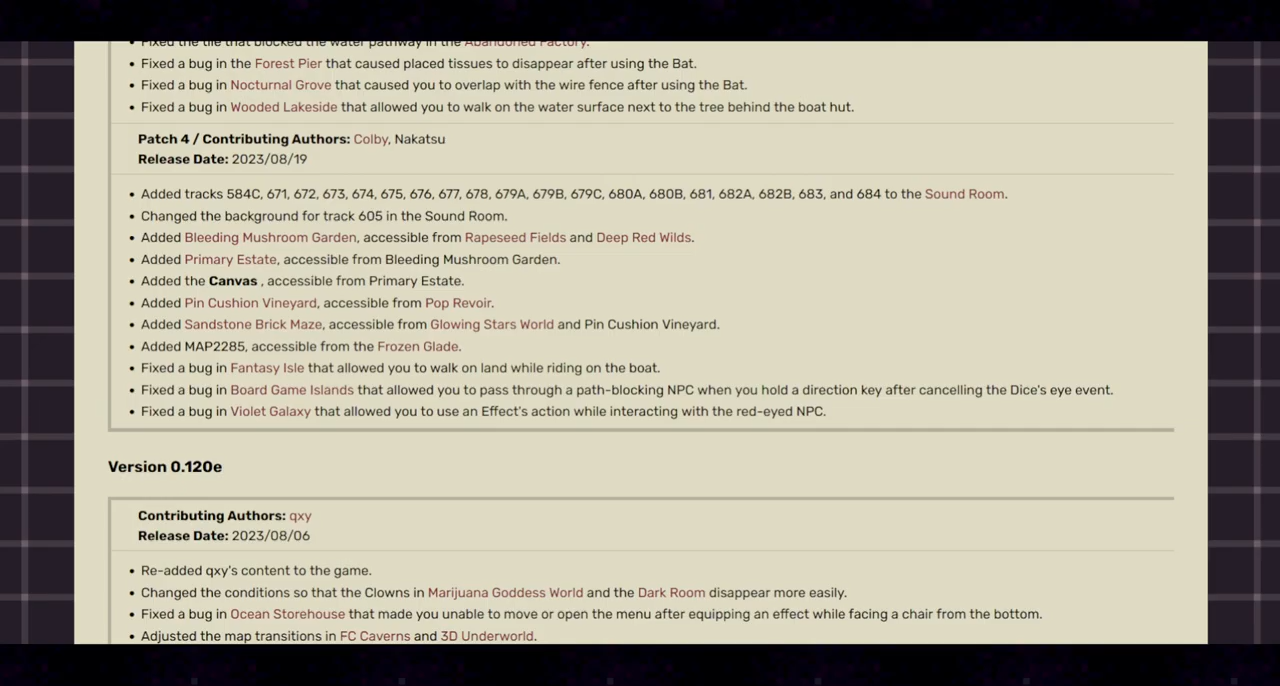 • Fixed the tile that blocked the water pathway in the Abandoned Factory.
• Fixed a bug in the Forest Pier that caused placed tissues to disappear after using the Bat.
• Fixed a bug in Nocturnal Grove that caused you to overlap with the wire fence after using the Bat.
• Fixed a bug in Wooded Lakeside that allowed you to walk on the water surface next to the tree behind the boat hut.
Patch 4 / Contributing Authors: Colby, Nakatsu
Release Date: 2023/08/19
• Added tracks 584C, 671, 672, 673, 674, 675, 676, 677, 678, 679A, 679B, 679C, 680A, 680B, 681, 682A, 682B, 683, and 684 to the Sound Room.
• Changed the background for track 605 in the Sound Room.
• Added Bleeding Mushroom Garden, accessible from Rapeseed Fields and Deep Red Wilds.
• Added Primary Estate, accessible from Bleeding Mushroom Garden.
• Added the Canvas , accessible from Primary Estate.
• Added Pin Cushion Vineyard, accessible from Pop Revoir.
• Added Sandstone Brick Maze, accessible from Glowing Stars World and Pin Cushion Vineyard.
• Added MAP2285, accessible from the Frozen Glade.
• Fixed a bug in Fantasy Isle that allowed you to walk on land while riding on the boat.
• Fixed a bug in Board Game Islands that allowed you to pass through a path-blocking NPC when you hold a direction key after cancelling the Dice's eye event.
• Fixed a bug in Violet Galaxy that allowed you to use an Effect's action while interacting with the red-eyed NPC.
Version 0.120e
Contributing Authors: qxy
Release Date: 2023/08/06
• Re-added qxy's content to the game.
• Changed the conditions so that the Clowns in Marijuana Goddess World and the Dark Room disappear more easily.
• Fixed a bug in Ocean Storehouse that made you unable to move or open the menu after equipping an effect while facing a chair from the bottom.
• Adjusted the map transitions in FC Caverns and 3D Underworld.